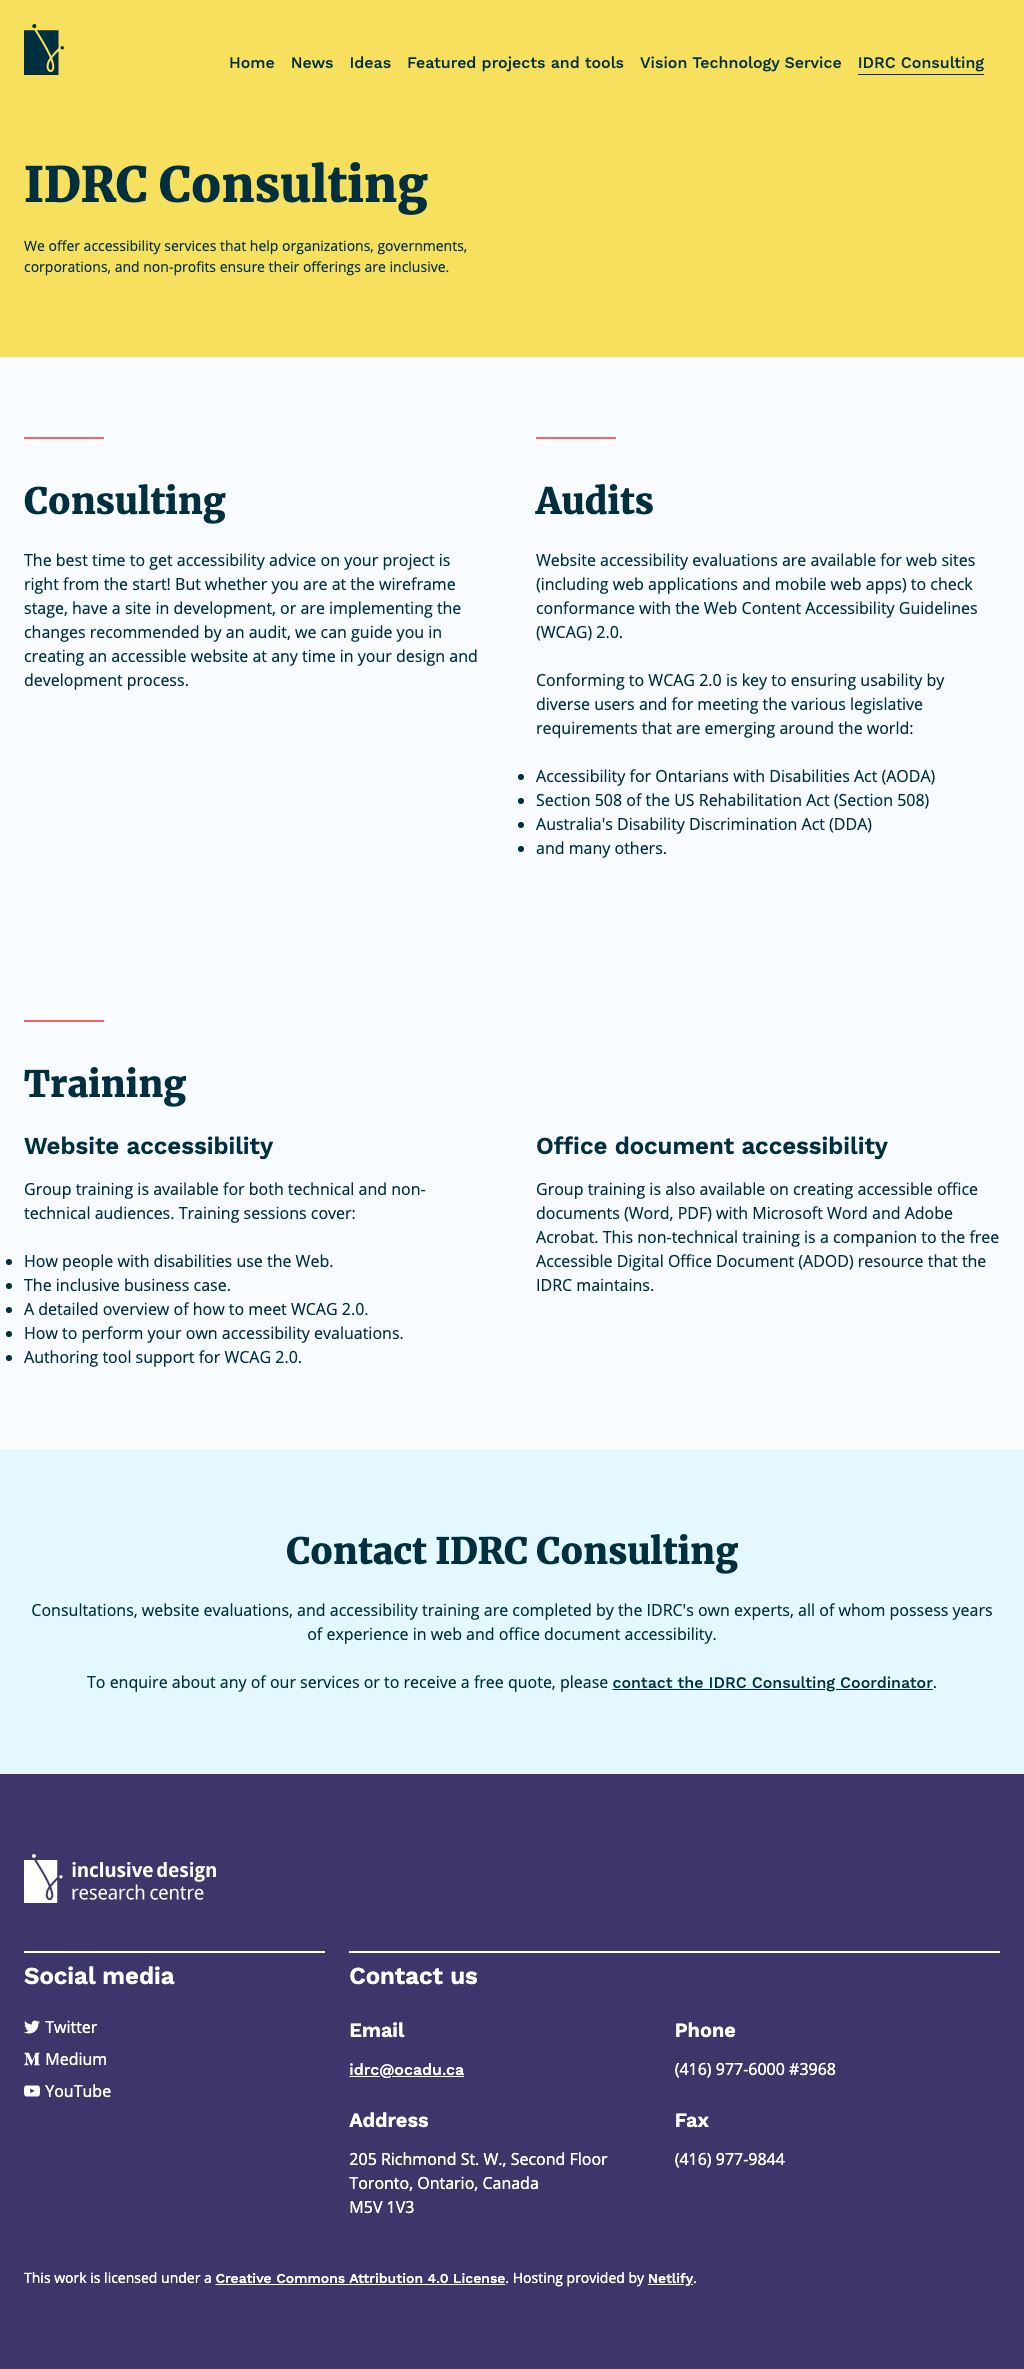 Home News Ideas Featured projects and tools Vision Technology Service IDRC Consulting
IDRC Consulting
We offer accessibility services that help organizations, governments,
corporations, and non-profits ensure their offerings are inclusive.
Consulting
The best time to get accessibility advice on your project is
right from the start! But whether you are at the wireframe
stage, have a site in development, or are implementing the
changes recommended by an audit, we can guide you in
creating an accessible website at any time in your design and
development process.
Audits
Website accessibility evaluations are available for web sites
(including web applications and mobile web apps) to check
conformance with the Web Content Accessibility Guidelines
(WCAG) 2.0.
Conforming to WCAG 2.0 is key to ensuring usability by
diverse users and for meeting the various legislative
requirements that are emerging around the world:
• Accessibility for Ontarians with Disabilities Act (AODA)
• Section 508 of the US Rehabilitation Act (Section 508)
• Australia's Disability Discrimination Act (DDA)
• and many others.
Training
Website accessibility
Group training is available for both technical and non-
technical audiences. Training sessions cover:
• How people with disabilities use the Web.
• The inclusive business case.
• A detailed overview of how to meet WCAG 2.0.
• How to perform your own accessibility evaluations.
• Authoring tool support for WCAG 2.0.
Office document accessibility
Group training is also available on creating accessible office
documents (Word, PDF) with Microsoft Word and Adobe
Acrobat. This non-technical training is a companion to the free
Accessible Digital Office Document (ADOD) resource that the
IDRC maintains.
Contact IDRC Consulting
Consultations, website evaluations, and accessibility training are completed by the IDRC's own experts, all of whom possess years
of experience in web and office document accessibility.
To enquire about any of our services or to receive a free quote, please contact the IDRC Consulting Coordinator.
inclusive design
research centre
Social media
Twitter
Medium
YouTube
Contact us
Email
idrc@ocadu.ca
Phone
(416) 977-6000 #3968
Address
205 Richmond St. W., Second Floor
Toronto, Ontario, Canada
M5V 1V3
Fax
(416) 977-9844
This work is licensed under a Creative Commons Attribution 4.0 License. Hosting provided by Netlify.